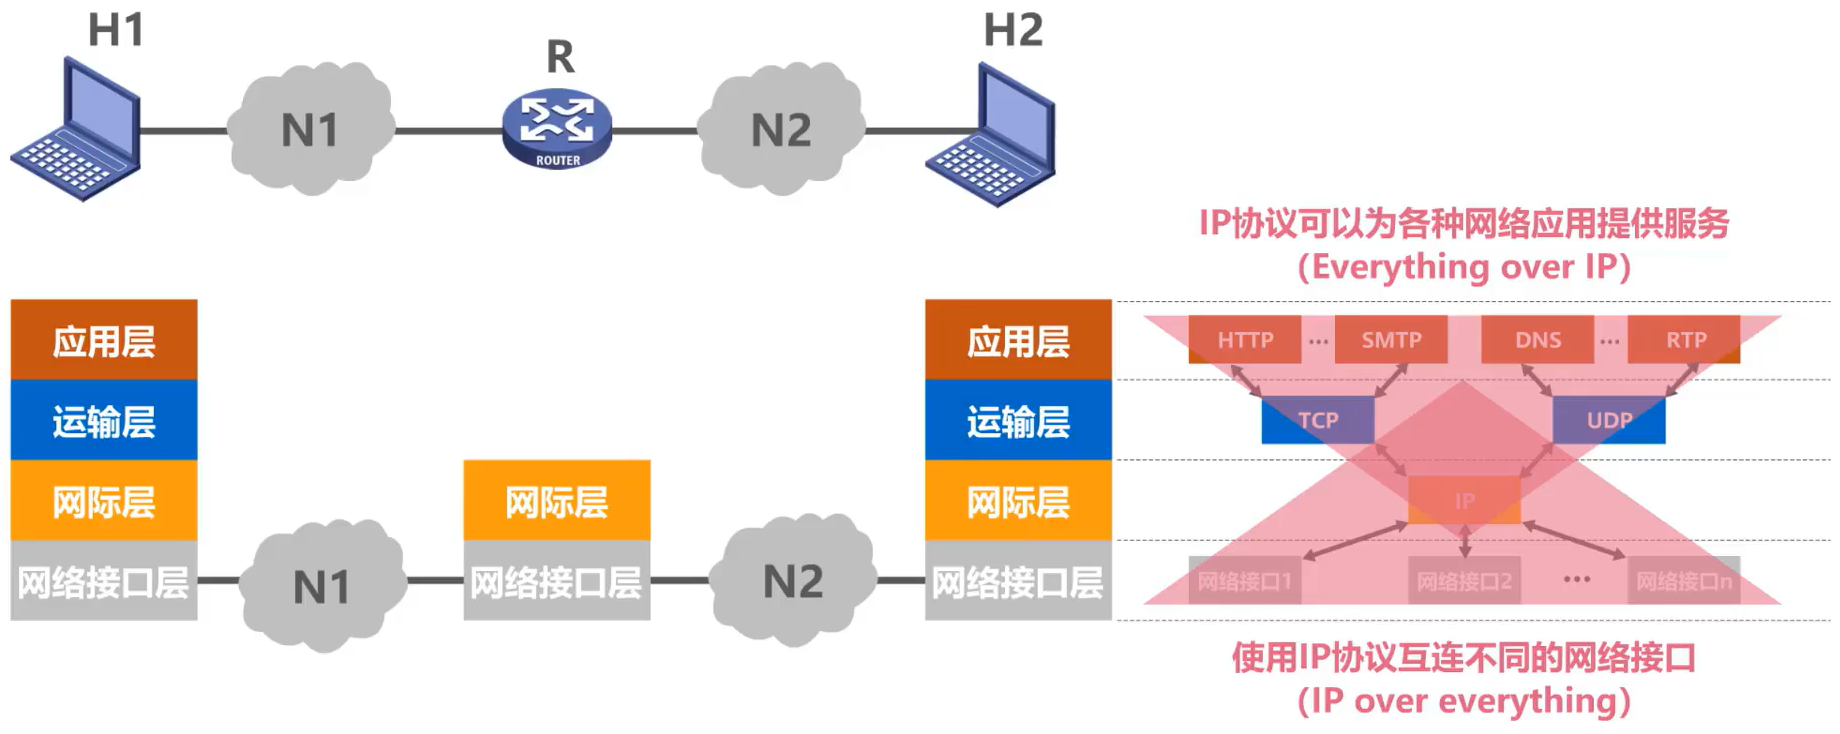 H1
R
H2
N1
N2
ROUTER
IP协议可以为各种网络应用提供服务
（Everything over IP）
应用层
运输层
网际层
网络接口层
N1
网际层
网络接口层
N2
应用层
运输层
网际层
网络接口层
HTTP ... SMTP DNS ... RTP
TCP UDP
IP
网络接口1 网络接口2 ... 网络接口n
使用IP协议互连不同的网络接口
（IP over everything）